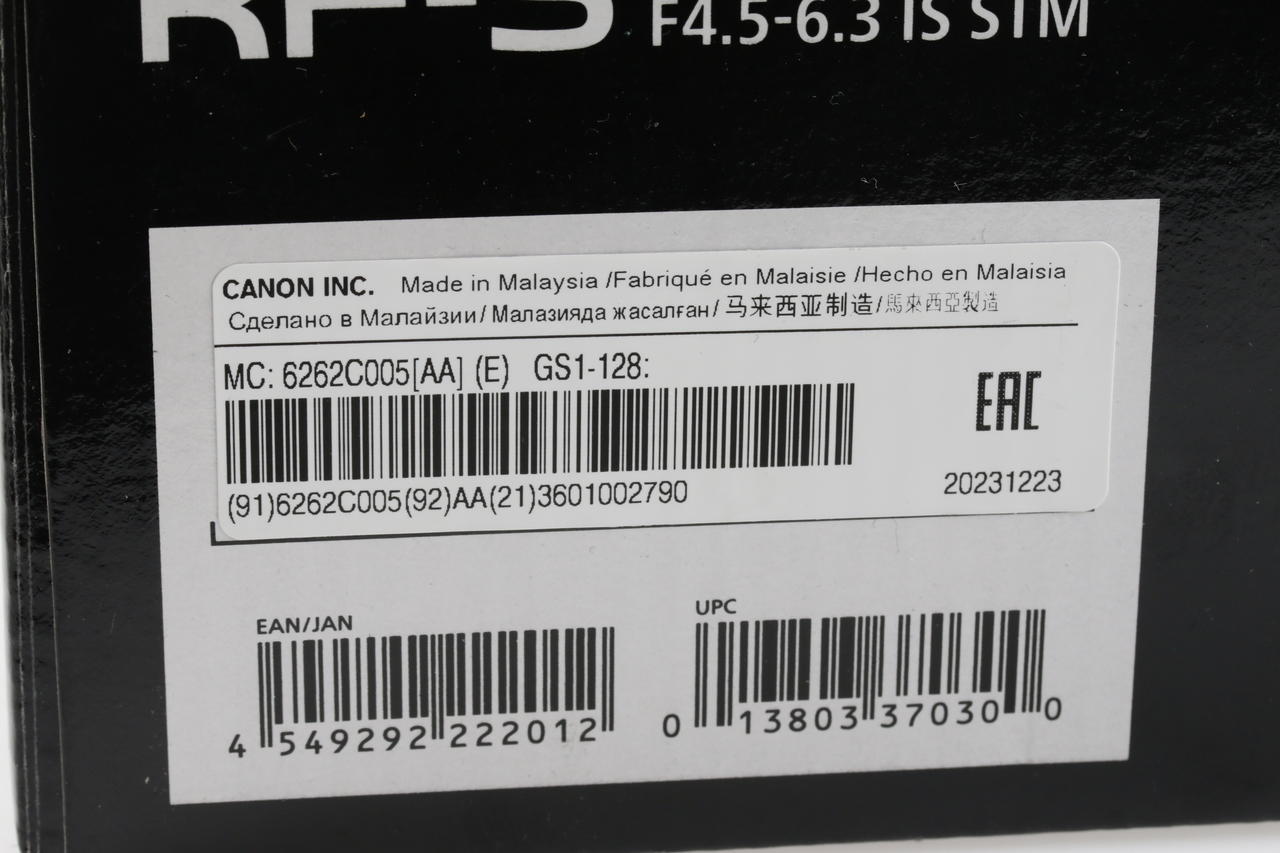 RF-S F4.5-6.3 IS STM
CANON INC. Made in Malaysia /Fabriqué en Malaisie /Hecho en Malaisia
Сделано в Малайзии/ Малазияда жасалған/ 马来西亚制造/馬來西亞製造
MC: 6262C005[AA] (E) GS1-128:
EAC
(91)6262C005(92)AA(21)3601002790
20231223
EAN/JAN
4 549292 222012
UPC
0 13803 37030 0